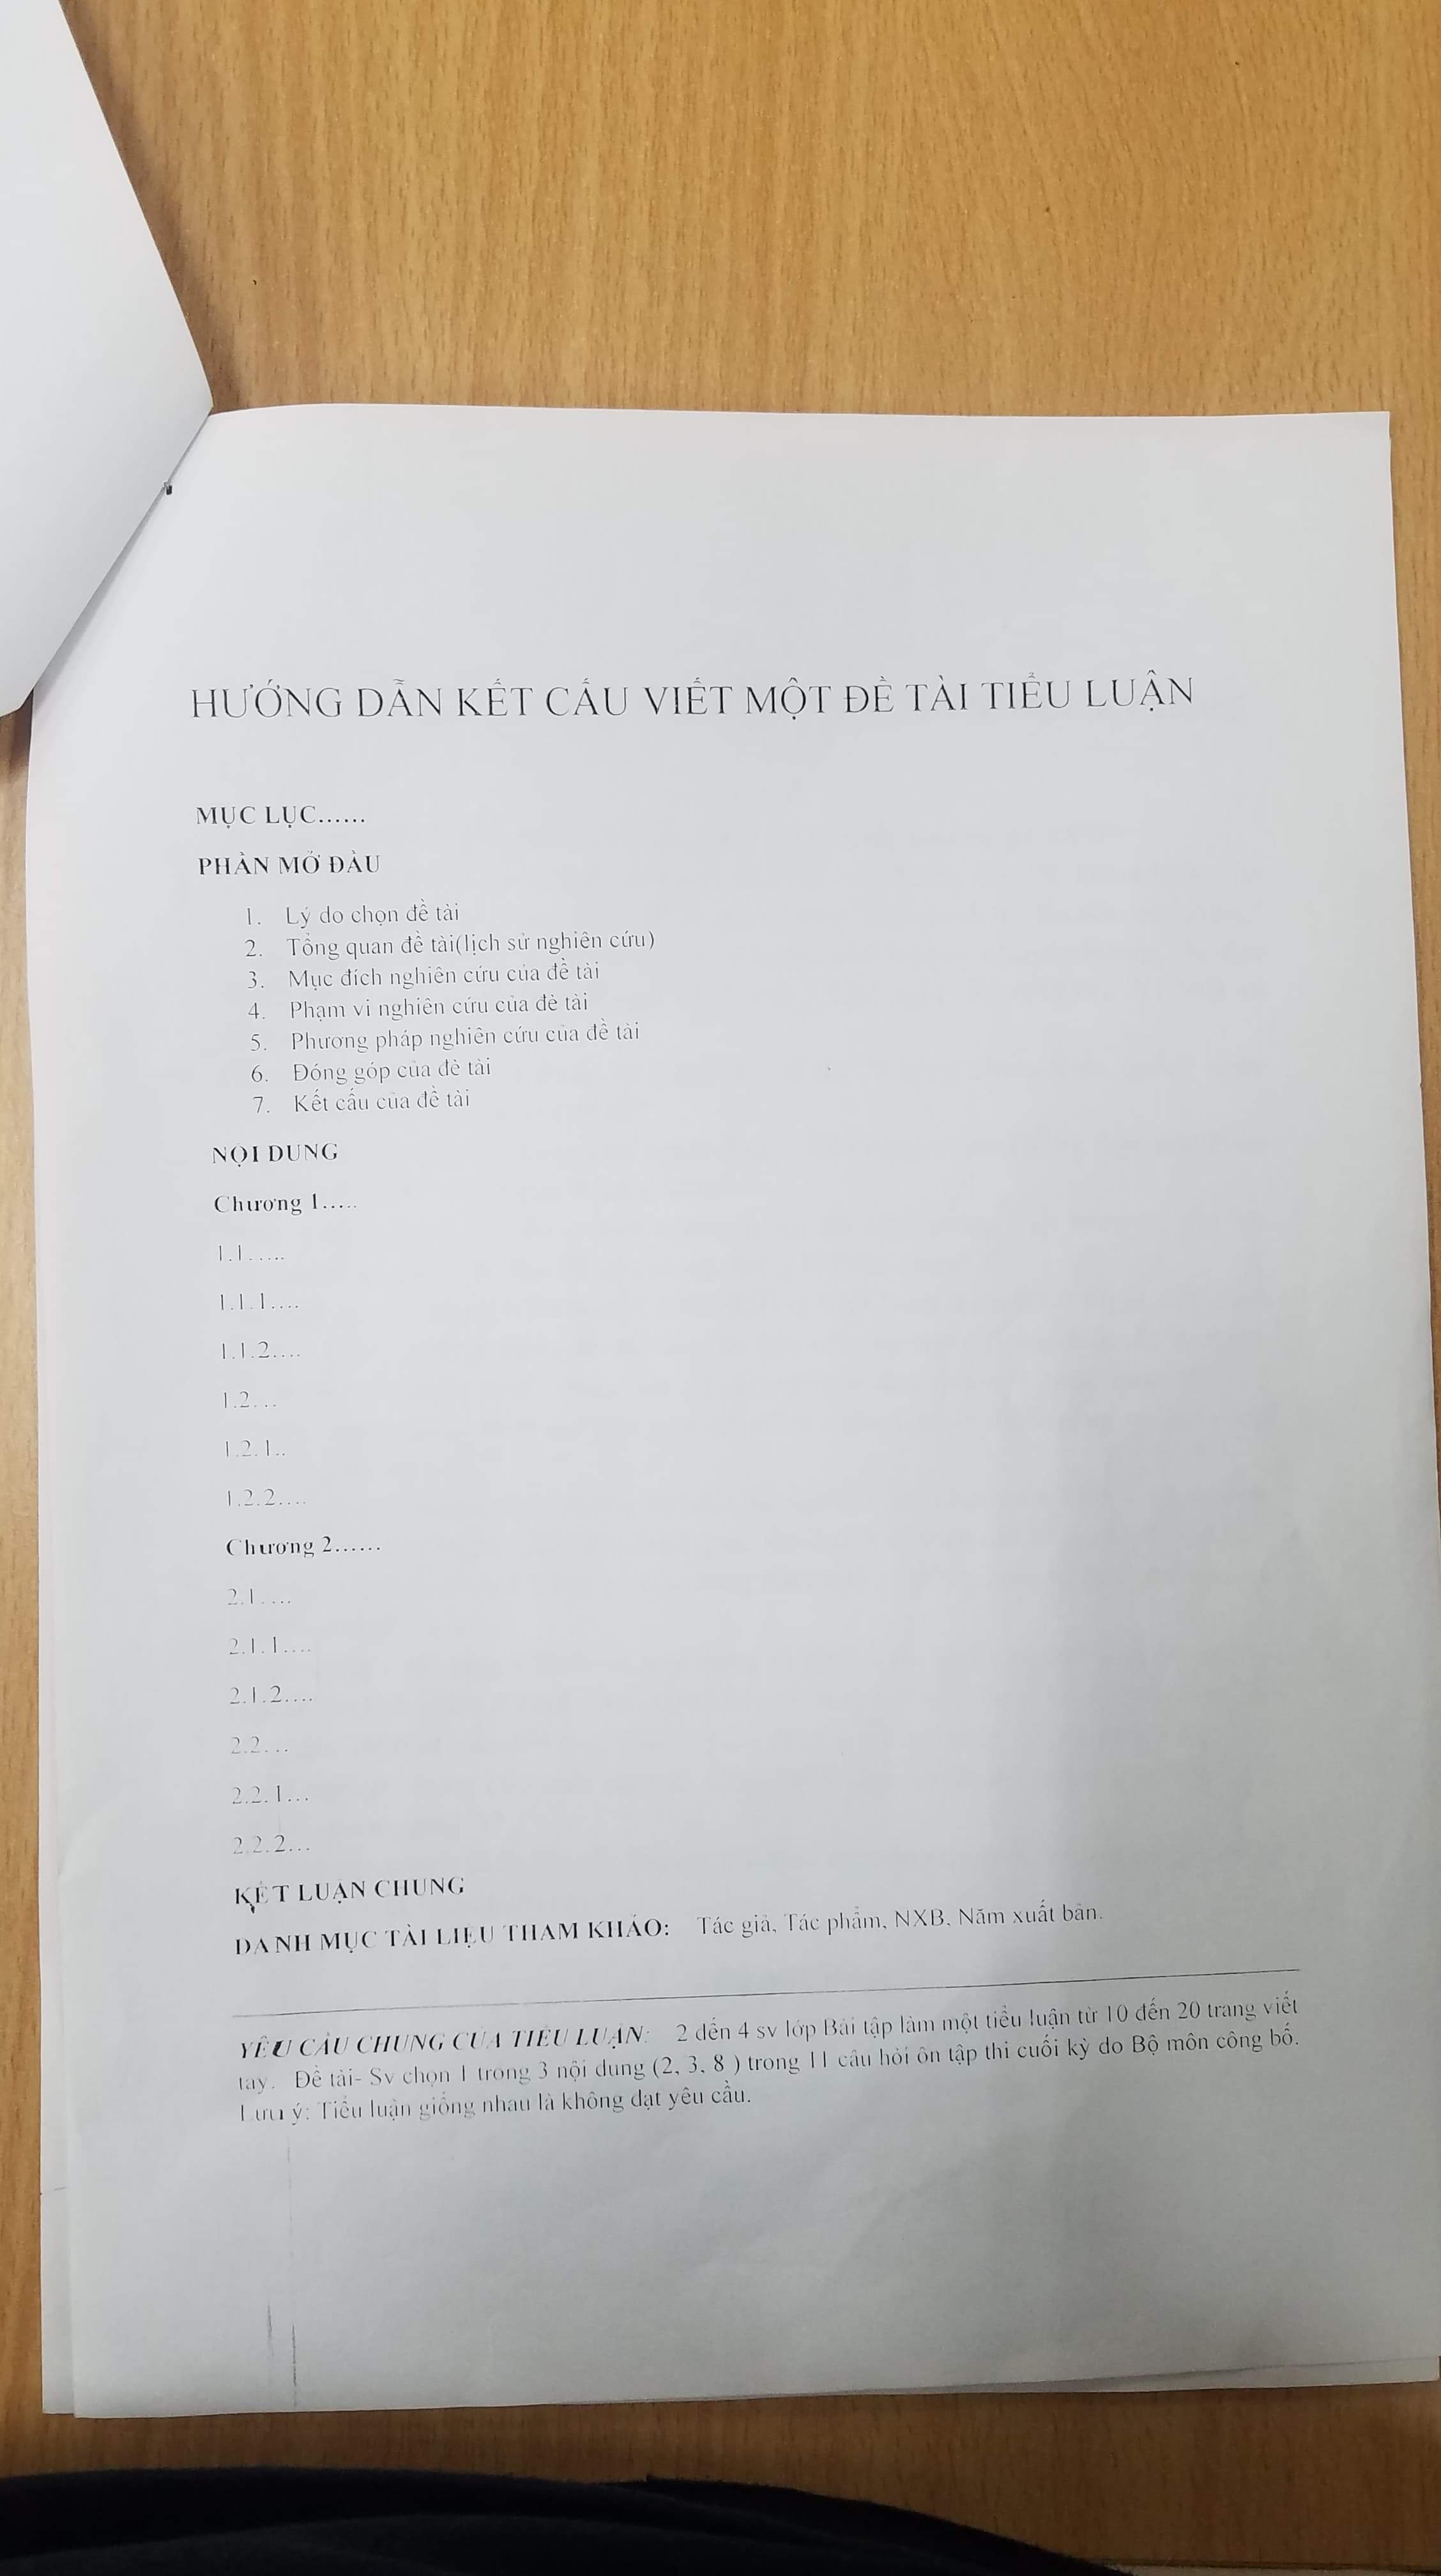 HƯỚNG DẪN KẾT CẤU VIẾT MỘT ĐỀ TÀI TIỂU LUẬN
MỤC LỤC......
PHẦN MỞ ĐẦU
1. Lý do chọn đề tài
2. Tổng quan đề tài(lịch sử nghiên cứu)
3. Mục đích nghiên cứu của đề tài
4. Phạm vi nghiên cứu của đề tài
5. Phương pháp nghiên cứu của đề tài
6. Đóng góp của đề tài
7. Kết cấu của đề tài
NỘI DUNG
Chương 1.....
1.1.....
1.1.1....
1.1.2....
1.2...
1.2.1..
1.2.2....
Chương 2......
2.1....
2.1.1....
2.1.2....
2.2...
2.2.1...
2.2.2...
KẾT LUẬN CHUNG
DANH MỤC TÀI LIỆU THAM KHẢO: Tác giả, Tác phẩm, NXB, Năm xuất bản.
YÊU CẦU CHUNG CỦA TIỂU LUẬN: 2 đến 4 sv lớp Bài tập làm một tiểu luận từ 10 đến 20 trang viết
tay. Đề tài- Sv chọn 1 trong 3 nội dung (2, 3, 8 ) trong 11 câu hỏi ôn tập thi cuối kỳ do Bộ môn công bố.
Lưu ý: Tiểu luận giống nhau là không đạt yêu cầu.